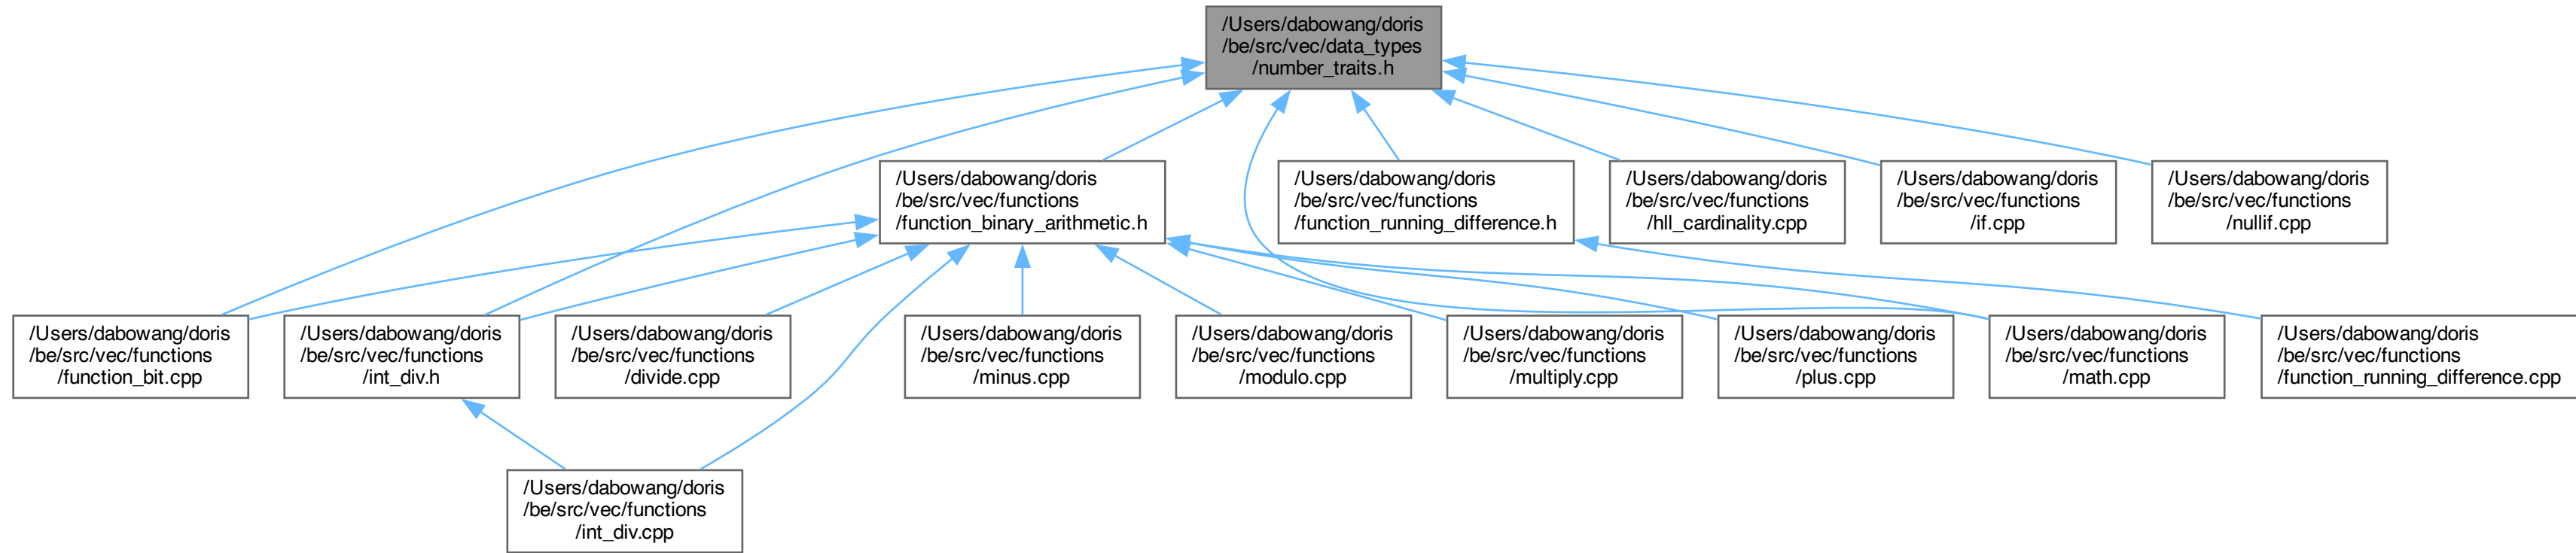 /Users/dabowang/doris
/be/src/vec/data_types
/number_traits.h
/Users/dabowang/doris
/be/src/vec/functions
/function_binary_arithmetic.h
/Users/dabowang/doris
/be/src/vec/functions
/function_running_difference.h
/Users/dabowang/doris
/be/src/vec/functions
/hll_cardinality.cpp
/Users/dabowang/doris
/be/src/vec/functions
/if.cpp
/Users/dabowang/doris
/be/src/vec/functions
/nullif.cpp
/Users/dabowang/doris
/be/src/vec/functions
/function_bit.cpp
/Users/dabowang/doris
/be/src/vec/functions
/int_div.h
/Users/dabowang/doris
/be/src/vec/functions
/divide.cpp
/Users/dabowang/doris
/be/src/vec/functions
/minus.cpp
/Users/dabowang/doris
/be/src/vec/functions
/modulo.cpp
/Users/dabowang/doris
/be/src/vec/functions
/multiply.cpp
/Users/dabowang/doris
/be/src/vec/functions
/plus.cpp
/Users/dabowang/doris
/be/src/vec/functions
/math.cpp
/Users/dabowang/doris
/be/src/vec/functions
/function_running_difference.cpp
/Users/dabowang/doris
/be/src/vec/functions
/int_div.cpp